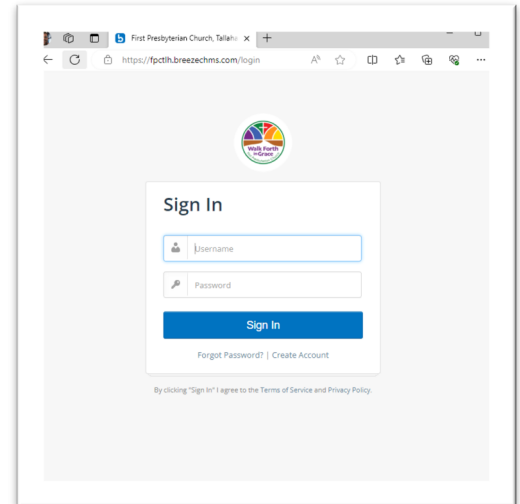 First Presbyterian Church, Tallaha
https://fpctlh.breezechms.com/login
Walk Forth
in Grace
Sign In
Username
Password
Sign In
Forgot Password? | Create Account
By clicking "Sign In" I agree to the Terms of Service and Privacy Policy.